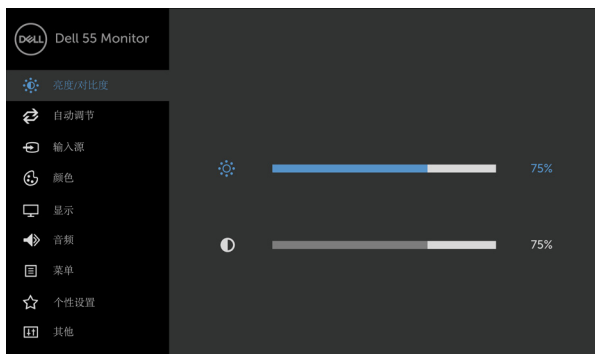 DELL
Dell 55 Monitor
亮度/对比度
自动调节
输入源
颜色
显示
音频
菜单
个性设置
其他
75%
75%